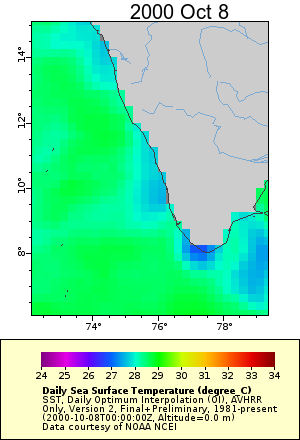 2000 Oct 8
14°
12°
10°
8°
74° 76° 78°
24 25 26 27 28 29 30 31 32 33 34
Daily Sea Surface Temperature (degree_C)
SST, Daily Optimum Interpolation (OI), AVHRR
Only, Version 2, Final+Preliminary, 1981-present
(2000-10-08T00:00:00Z, Altitude=0.0 m)
Data courtesy of NOAA NCEI